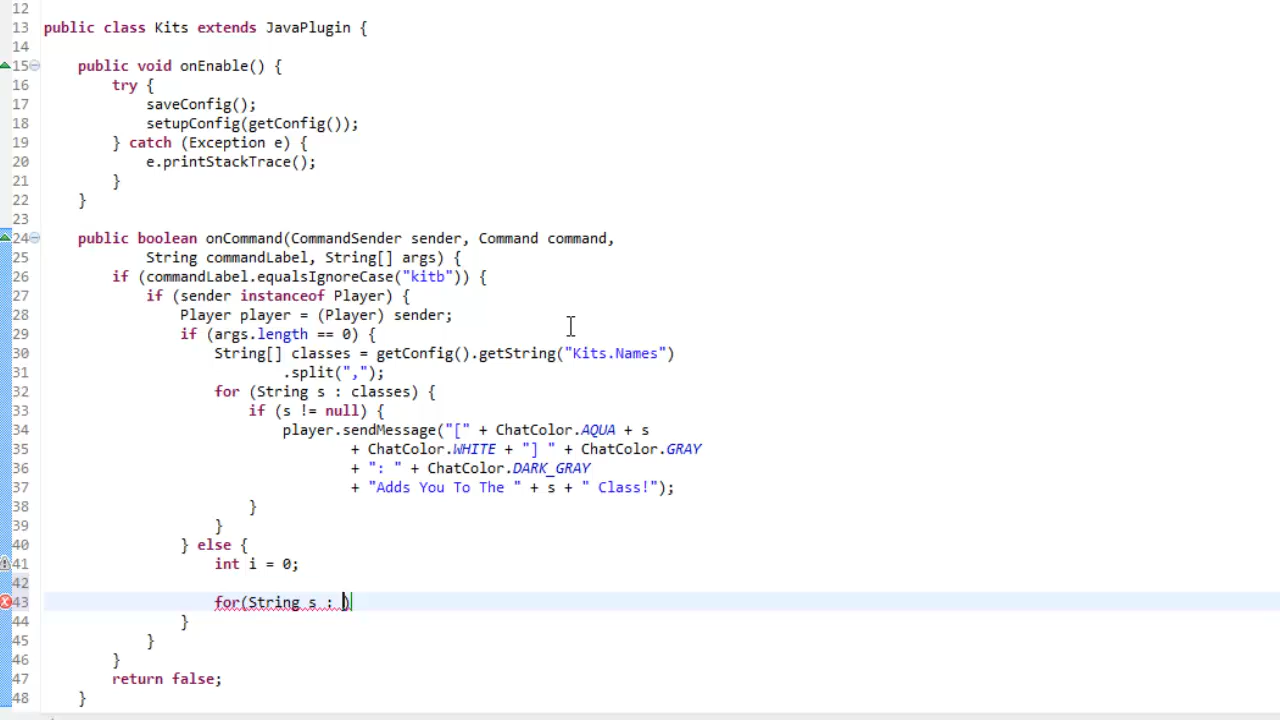 12
13 public class Kits extends JavaPlugin {
14
15 public void onEnable() {
16 try {
17 saveConfig();
18 setupConfig(getConfig());
19 } catch (Exception e) {
20 e.printStackTrace();
21 }
22 }
23
24 public boolean onCommand(CommandSender sender, Command command,
25 String commandLabel, String[] args) {
26 if (commandLabel.equalsIgnoreCase("kitb")) {
27 if (sender instanceof Player) {
28 Player player = (Player) sender;
29 if (args.length == 0) {
30 String[] classes = getConfig().getString("Kits.Names")
31 .split(",");
32 for (String s : classes) {
33 if (s != null) {
34 player.sendMessage("[" + ChatColor.AQUA + s
35 + ChatColor.WHITE + "] " + ChatColor.GRAY
36 + ": " + ChatColor.DARK_GRAY
37 + "Adds You To The " + s + " Class!");
38 }
39 }
40 } else {
41 int i = 0;
42
43 for(String s : )
44 }
45 }
46 }
47 return false;
48 }